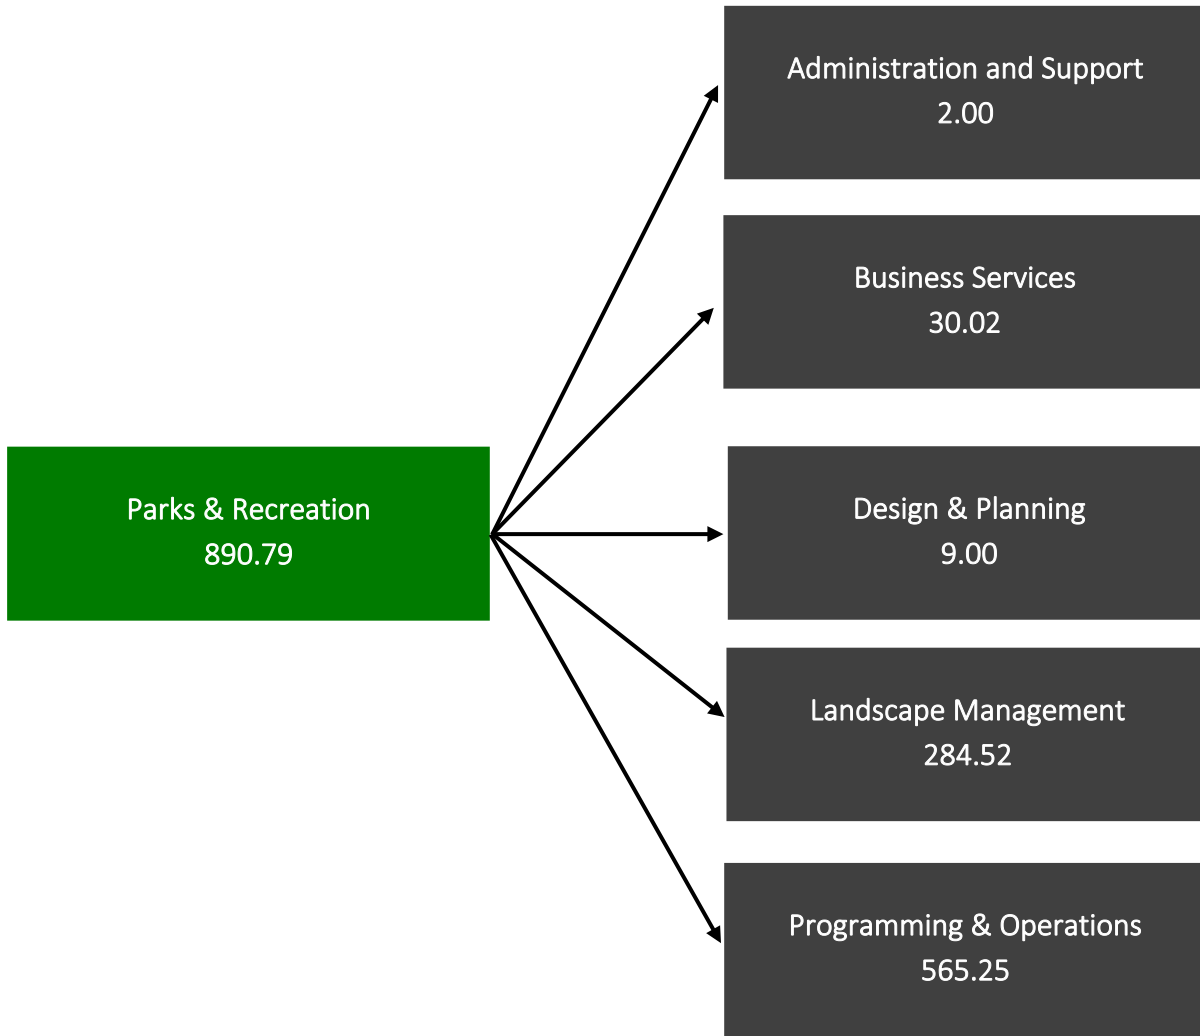 Administration and Support
2.00
Business Services
30.02
Parks & Recreation
890.79
Design & Planning
9.00
Landscape Management
284.52
Programming & Operations
565.25